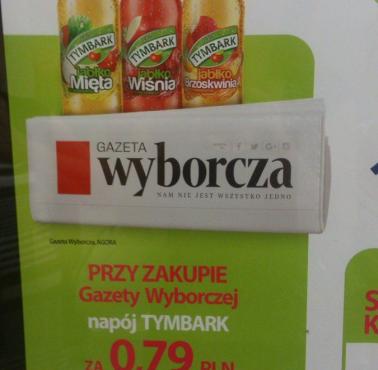 TYMBARK TYMBARK TYMBARK
jabłko Mięta
jabłko Wiśnia
jabłko Brzoskwinia
GAZETA
wyborcza
NAM NIE JEST WSZYSTKO JEDNO
Gazeta Wyborcza, AGORA
PRZY ZAKUPIE
Gazety Wyborczej
napój TYMBARK
ZA 0,79 PLN
S
K